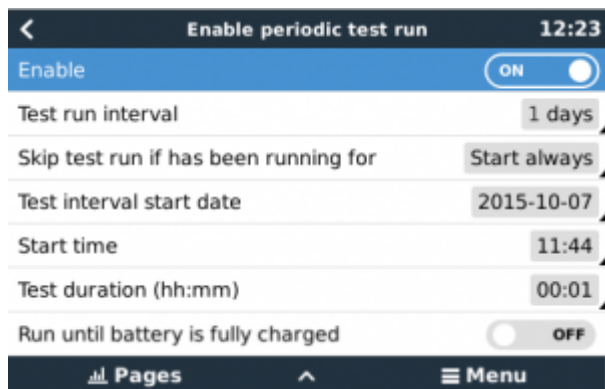 Enable periodic test run 12:23
Enable ON
Test run interval 1 days
Skip test run if has been running for Start always
Test interval start date 2015-10-07
Start time 11:44
Test duration (hh:mm) 00:01
Run until battery is fully charged OFF
Pages Menu